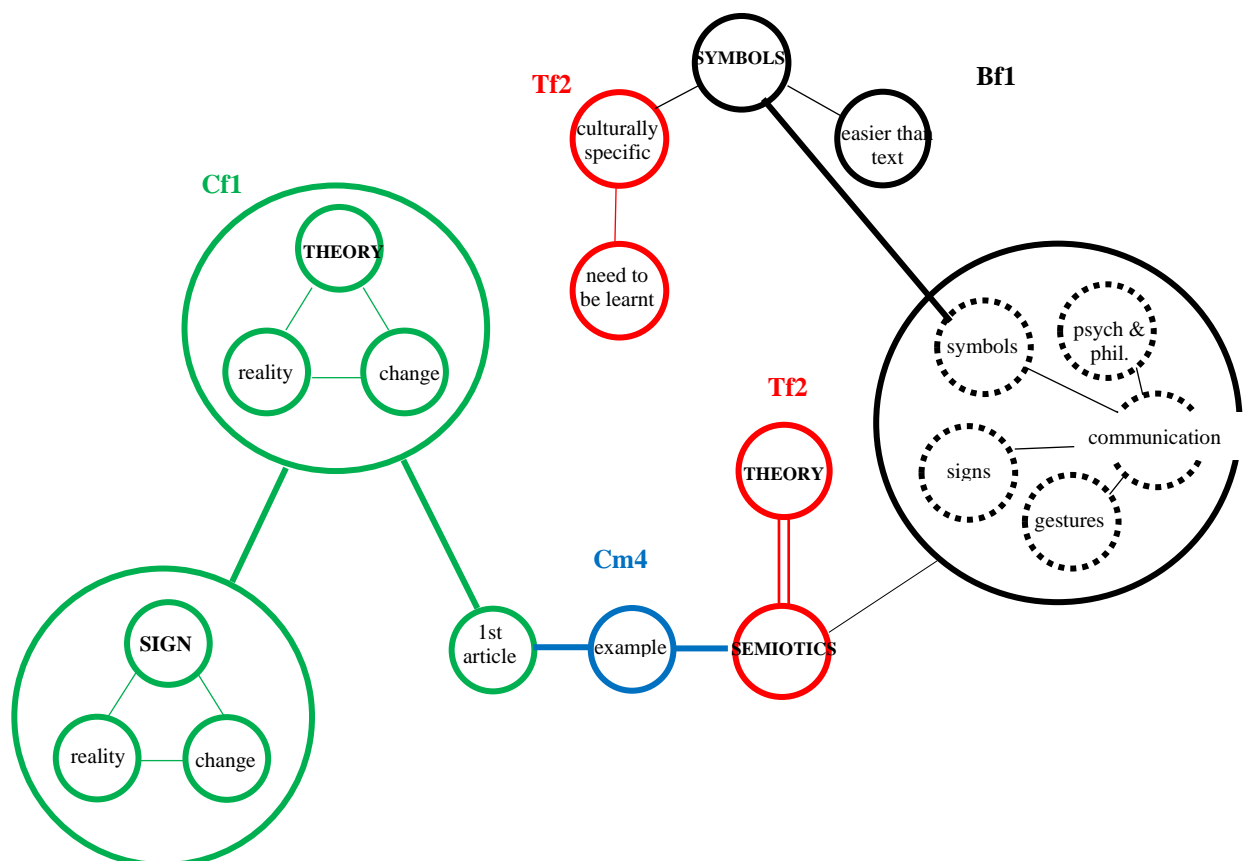 SYMBOLS
Bf1
Tf2
culturally
specific
easier than
text
Cf1
THEORY
need to
be learnt
reality
change
symbols
psych &
phil.
Tf2
communication
THEORY
signs
gestures
Cm4
SIGN
1st
article
example
SEMIOTICS
reality
change